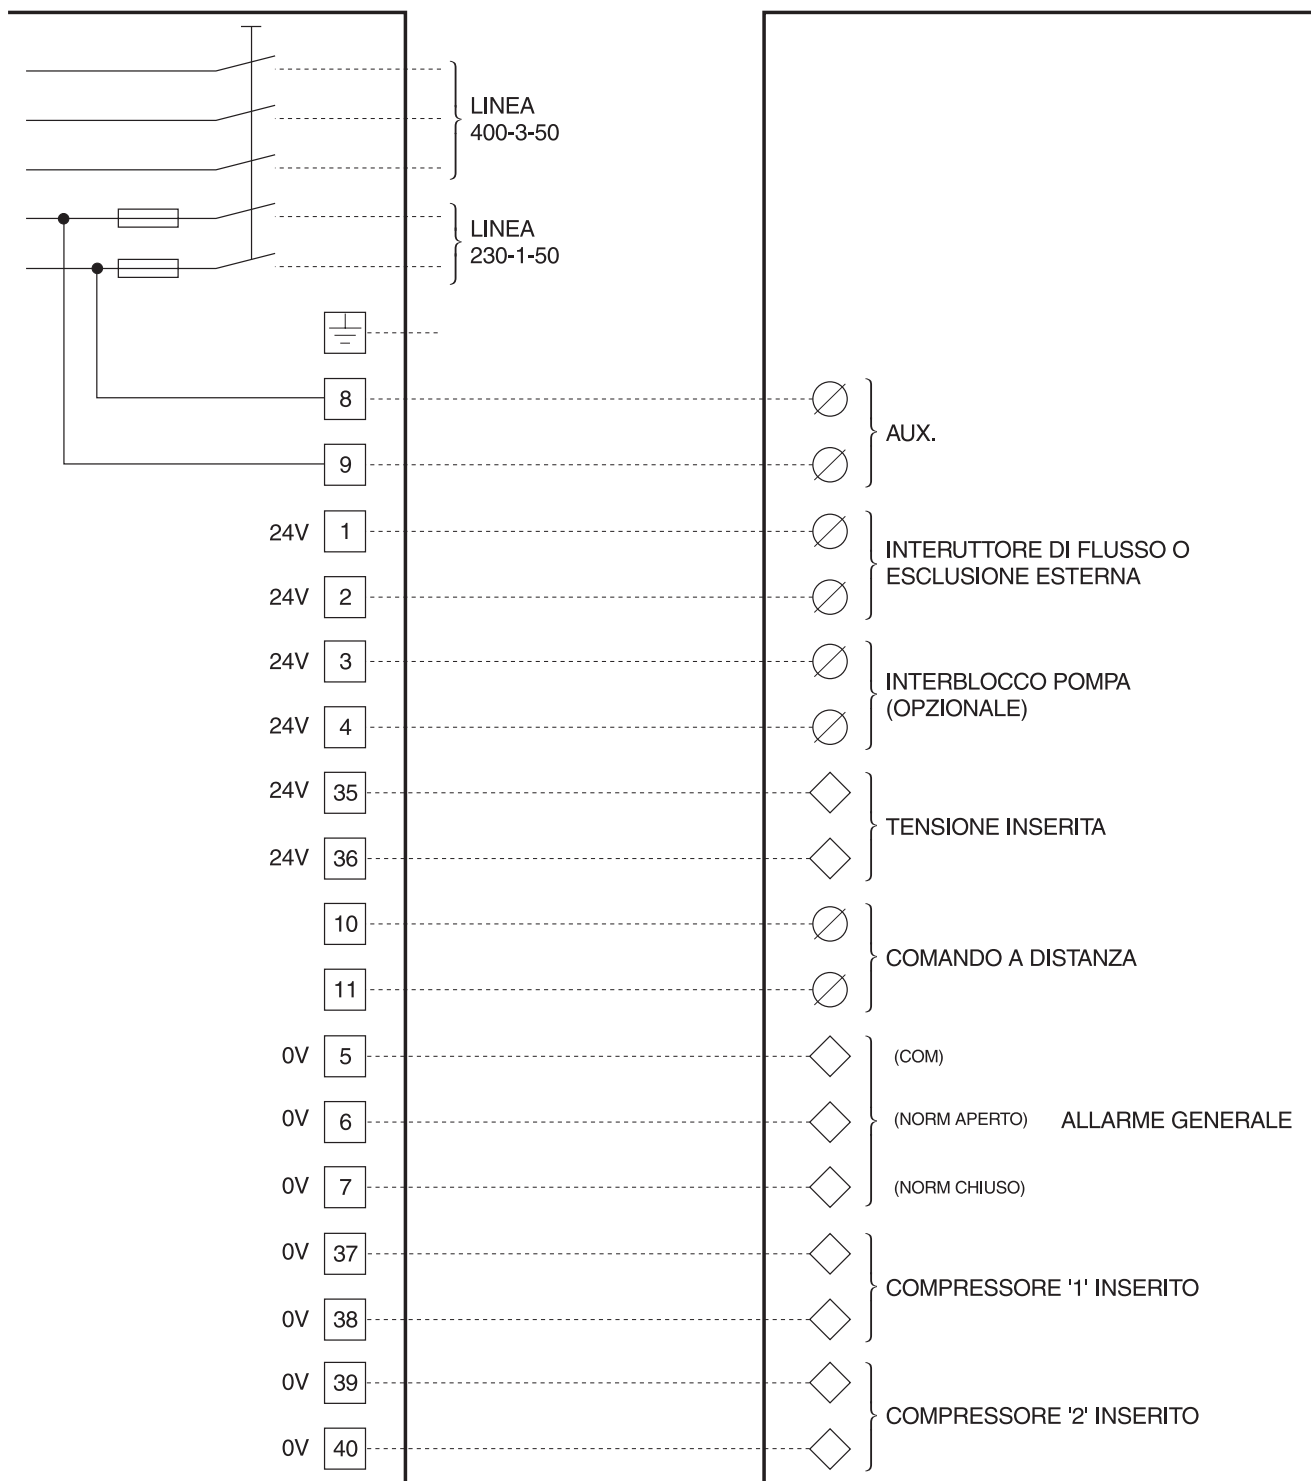 LINEA
400-3-50
LINEA
230-1-50
8
9
AUX.
24V 1
24V 2
INTERUTTORE DI FLUSSO O
ESCLUSIONE ESTERNA
24V 3
24V 4
INTERBLOCCO POMPA
(OPZIONALE)
24V 35
24V 36
TENSIONE INSERITA
10
11
COMANDO A DISTANZA
0V 5 (COM)
0V 6 (NORM APERTO) ALLARME GENERALE
0V 7 (NORM CHIUSO)
0V 37
0V 38
COMPRESSORE '1' INSERITO
0V 39
0V 40
COMPRESSORE '2' INSERITO